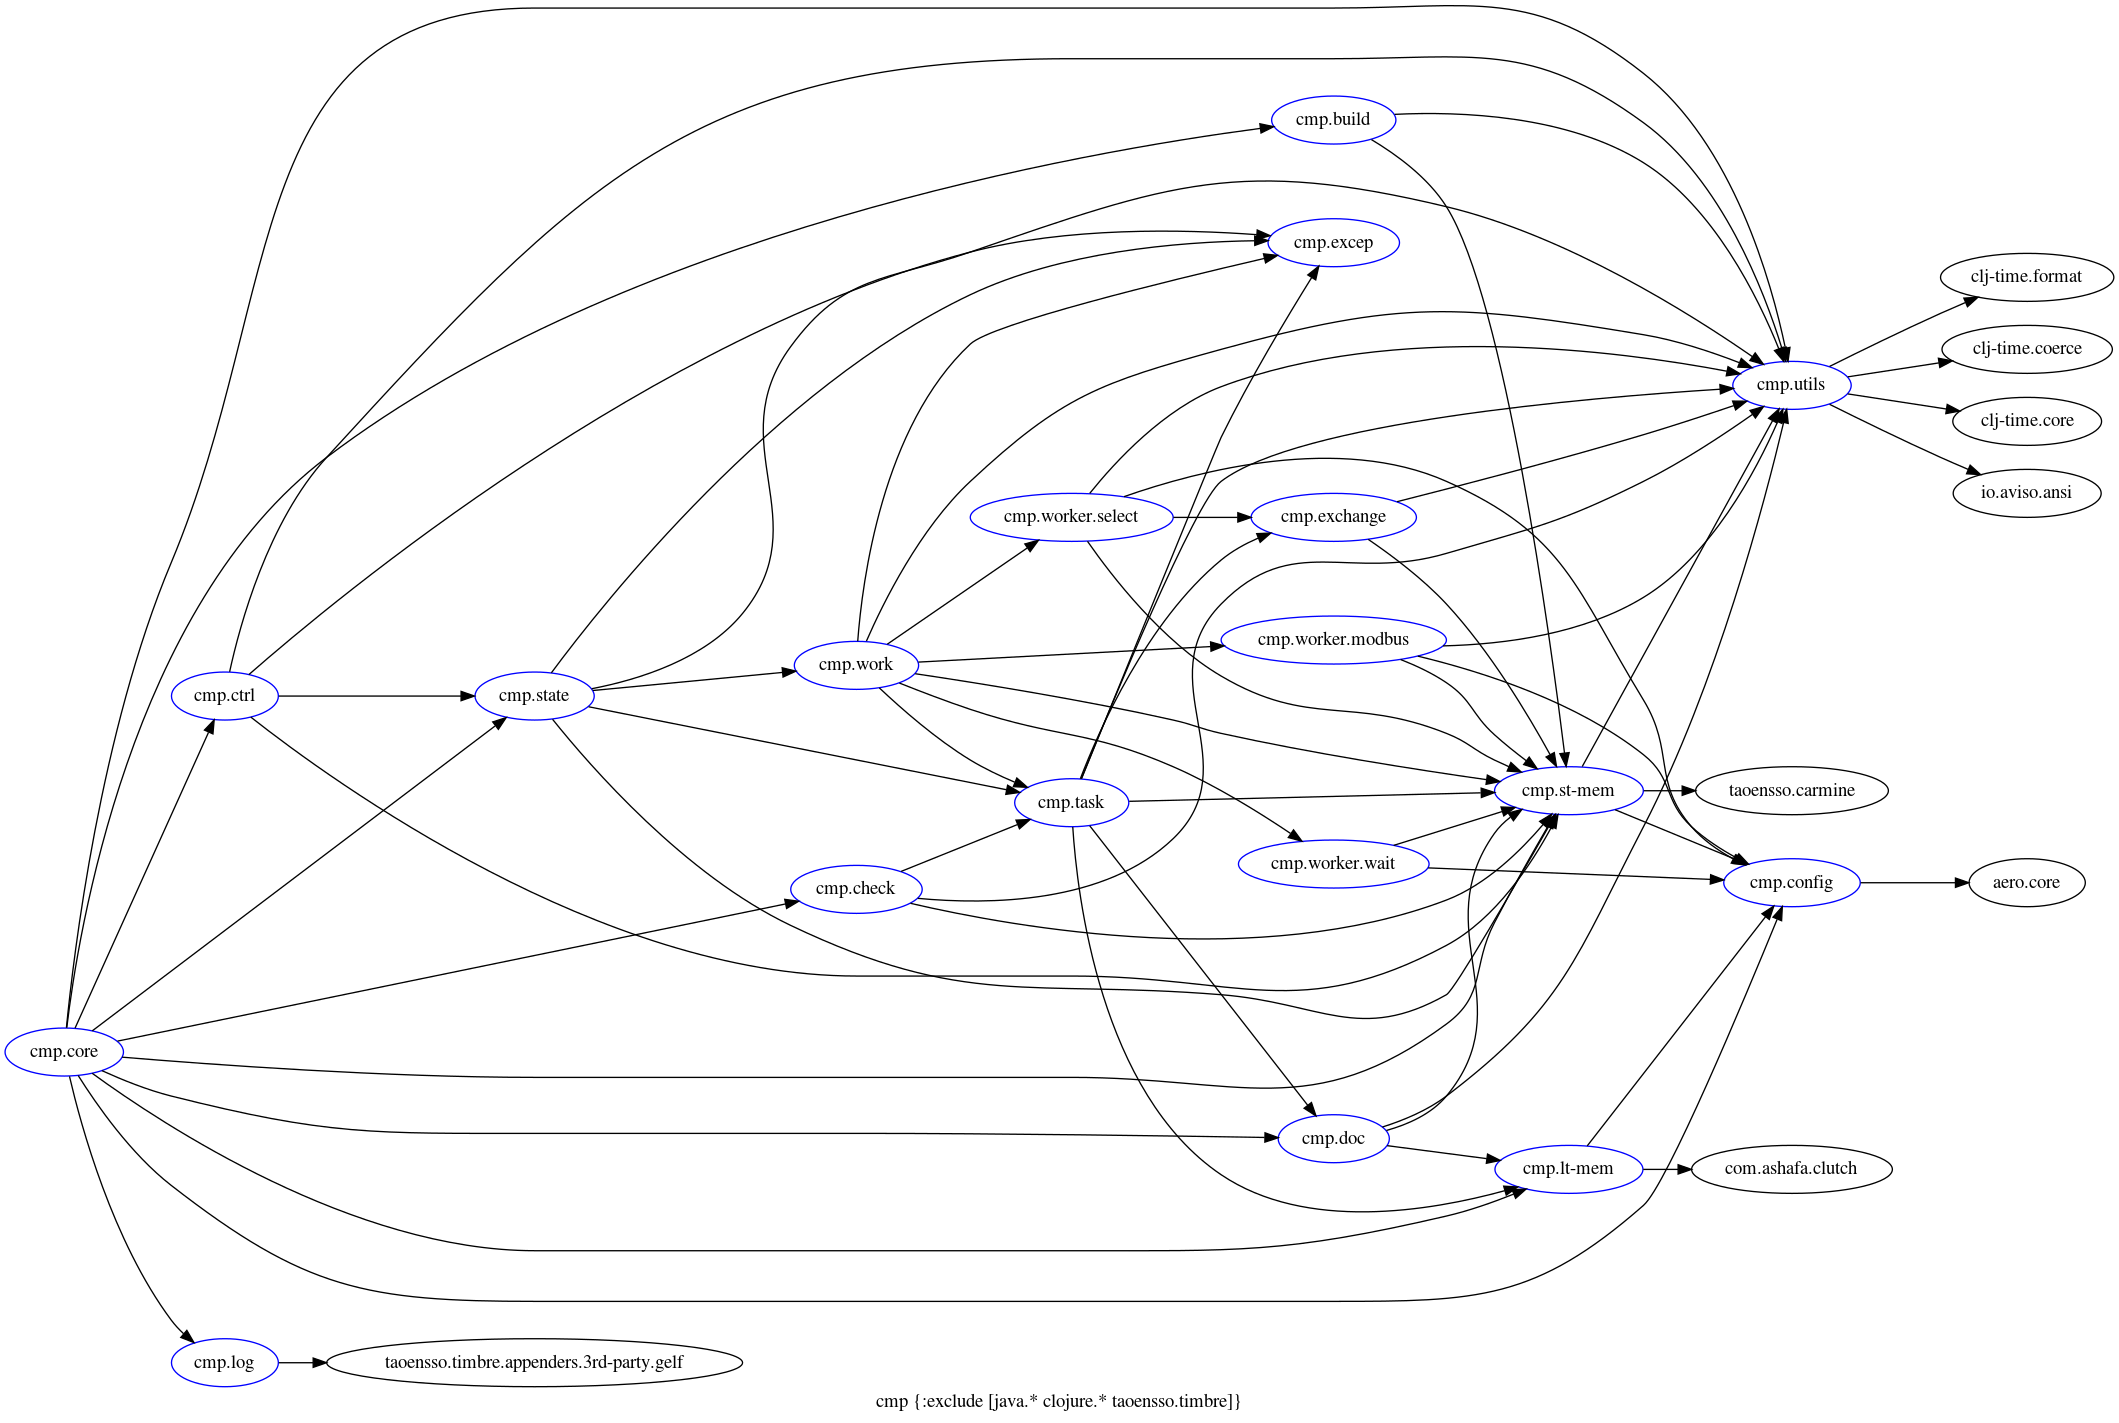 cmp.build
cmp.excep
clj-time.format
clj-time.coerce
cmp.utils
clj-time.core
io.aviso.ansi
cmp.worker.select
cmp.exchange
cmp.worker.modbus
cmp.work
cmp.ctrl
cmp.state
cmp.st-mem
taoensso.carmine
cmp.task
cmp.worker.wait
cmp.check
cmp.config
aero.core
cmp.core
cmp.doc
cmp.lt-mem
com.ashafa.clutch
cmp.log
taoensso.timbre.appenders.3rd-party.gelf
cmp {:exclude [java.* clojure.* taoensso.timbre]}